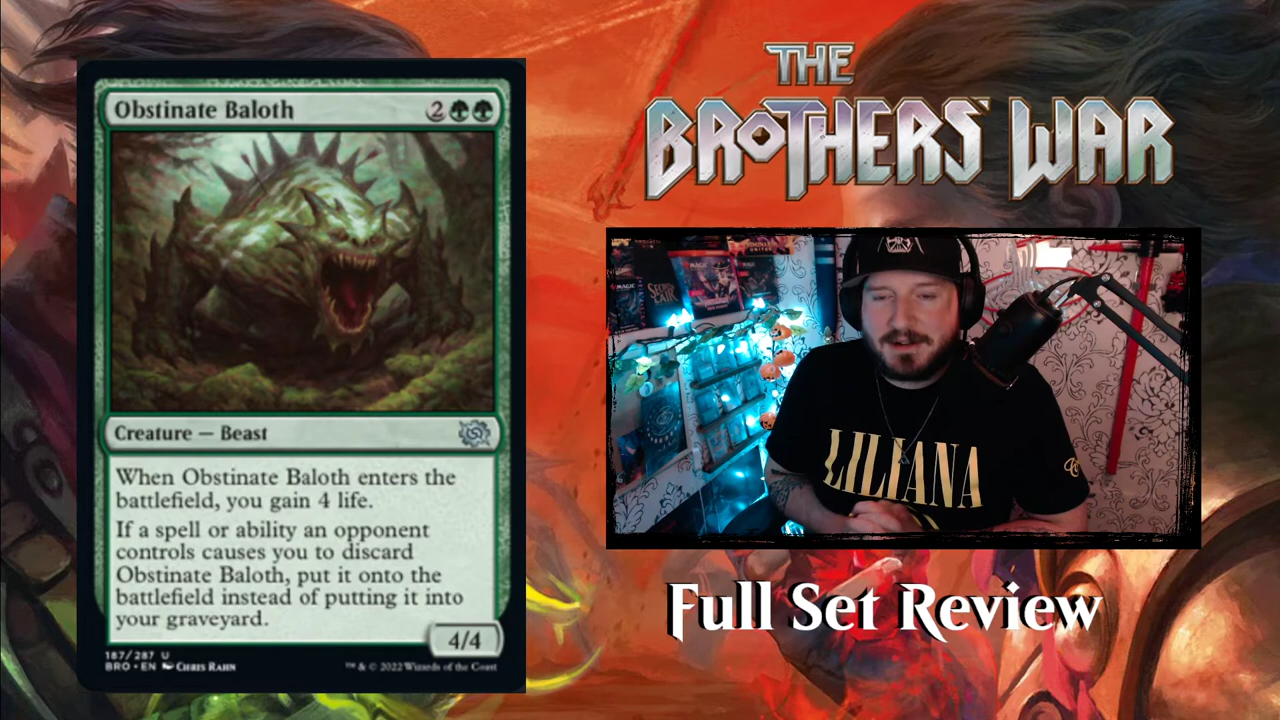 Obstinate Baloth 2
Creature — Beast
When Obstinate Baloth enters the
battlefield, you gain 4 life.
If a spell or ability an opponent
controls causes you to discard
Obstinate Baloth, put it onto the
battlefield instead of putting it into
your graveyard.
4/4
187/287 U
BRO • EN CHRIS RAHN
™ & © 2022 Wizards of the Coast
THE
BROTHERS' WAR
LILIANA
Full Set Review